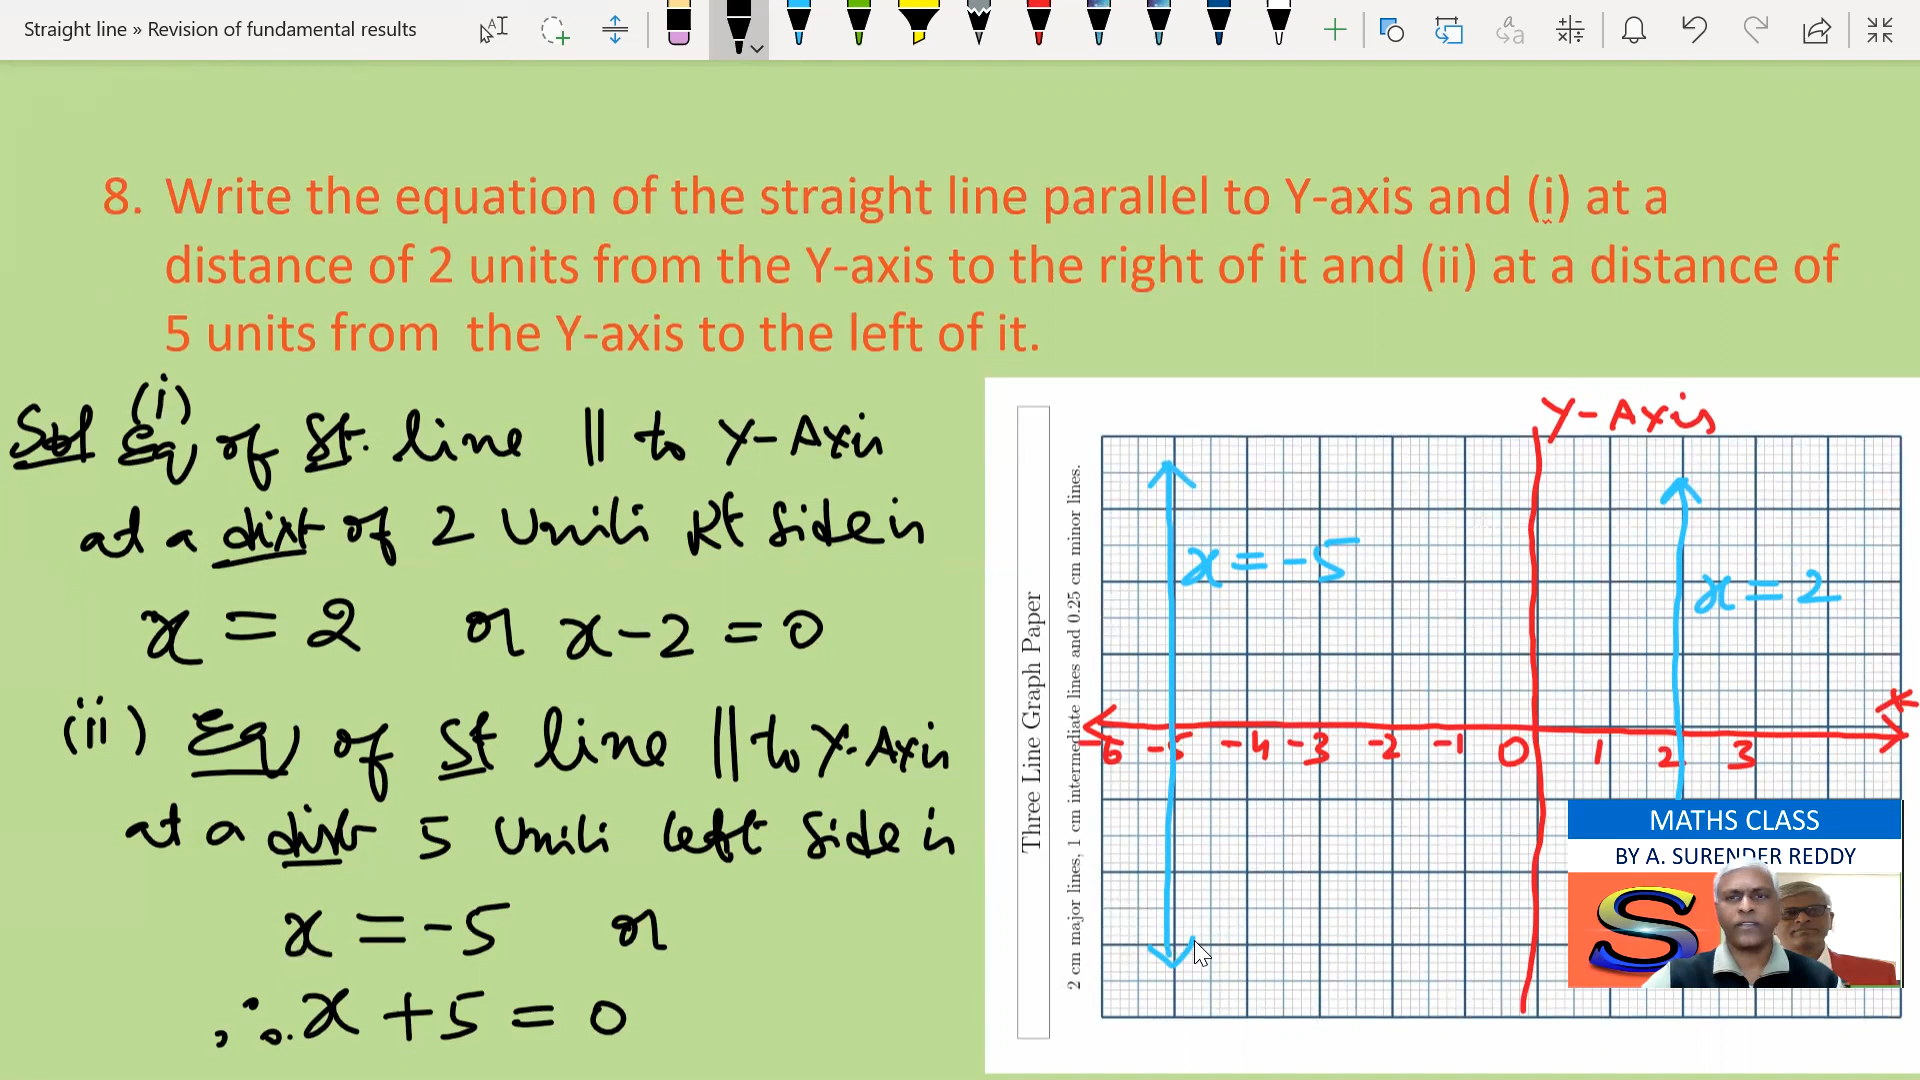 Straight line » Revision of fundamental results
8. Write the equation of the straight line parallel to Y-axis and (i) at a
distance of 2 units from the Y-axis to the right of it and (ii) at a distance of
5 units from the Y-axis to the left of it.
(i)
Sol Eq of St. line || to Y-Axis
at a dist of 2 Units Rt Side is
x = 2 or x-2 = 0
(ii) Eq of St line || to Y-Axis
at a dist 5 Units left Side is
x = -5 or
∴ x + 5 = 0
Three Line Graph Paper
2 cm major lines, 1 cm intermediate lines and 0.25 cm minor lines.
Y-Axis
x = -5
x = 2
-6 -5 -4 -3 -2 -1 0 1 2 3
MATHS CLASS
BY A. SURENDER REDDY
S